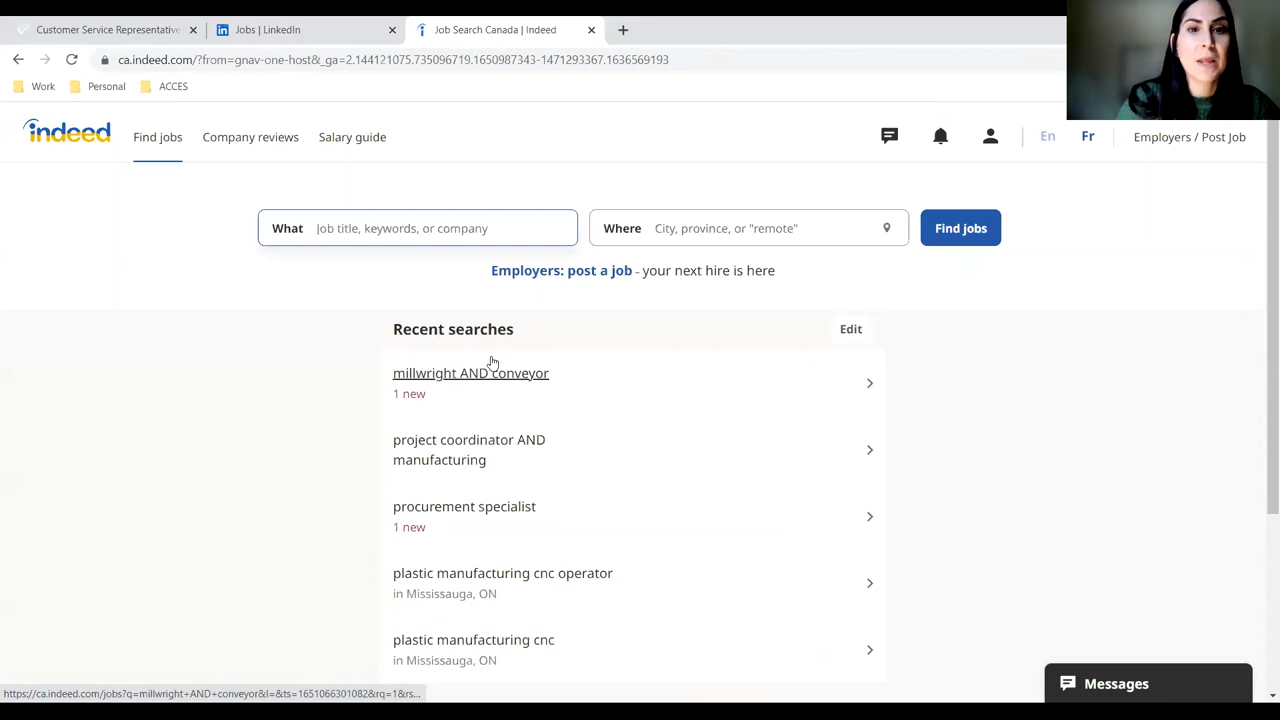 Customer Service Representative
Jobs | LinkedIn
Job Search Canada | Indeed
ca.indeed.com/?from=gnav-one-host&_ga=2.144121075.735096719.1650987343-1471293367.1636569193
Work
Personal
ACCES
indeed
Find jobs
Company reviews
Salary guide
En
Fr
Employers / Post Job
What
Job title, keywords, or company
Where
City, province, or "remote"
Find jobs
Employers: post a job - your next hire is here
Recent searches
Edit
millwright AND conveyor
1 new
project coordinator AND
manufacturing
procurement specialist
1 new
plastic manufacturing cnc operator
in Mississauga, ON
plastic manufacturing cnc
in Mississauga, ON
Messages
https://ca.indeed.com/jobs?q=millwright+AND+conveyor&l=&ts=1651066301082&rq=1&rs...